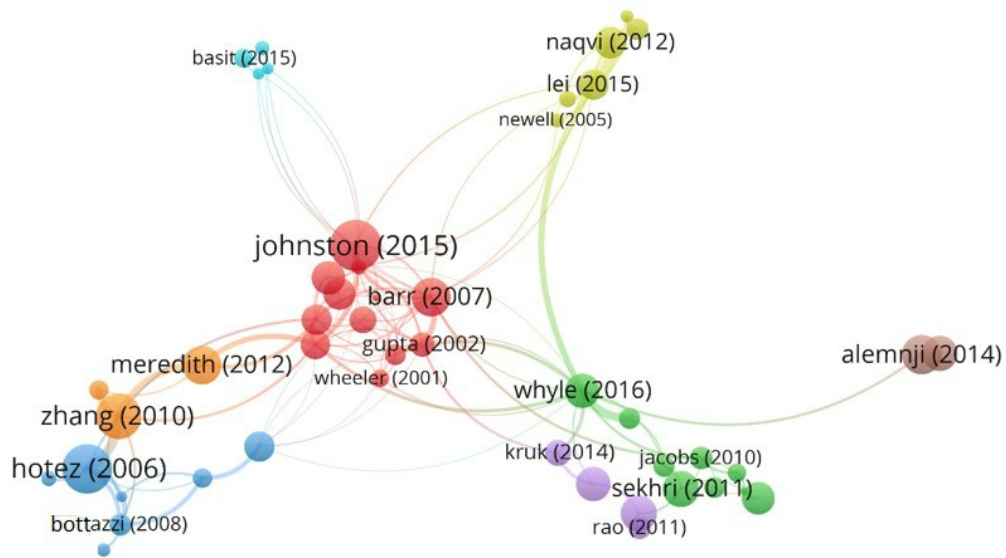 naqvi (2012)
basit (2015)
lei (2015)
newell (2005)
johnston (2015)
barr (2007)
gupta (2002)
alemnji (2014)
meredith (2012)
wheeler (2001)
whyle (2016)
zhang (2010)
kruk (2014)
jacobs (2010)
hotez (2006)
sekhri (2011)
bottazzi (2008)
rao (2011)